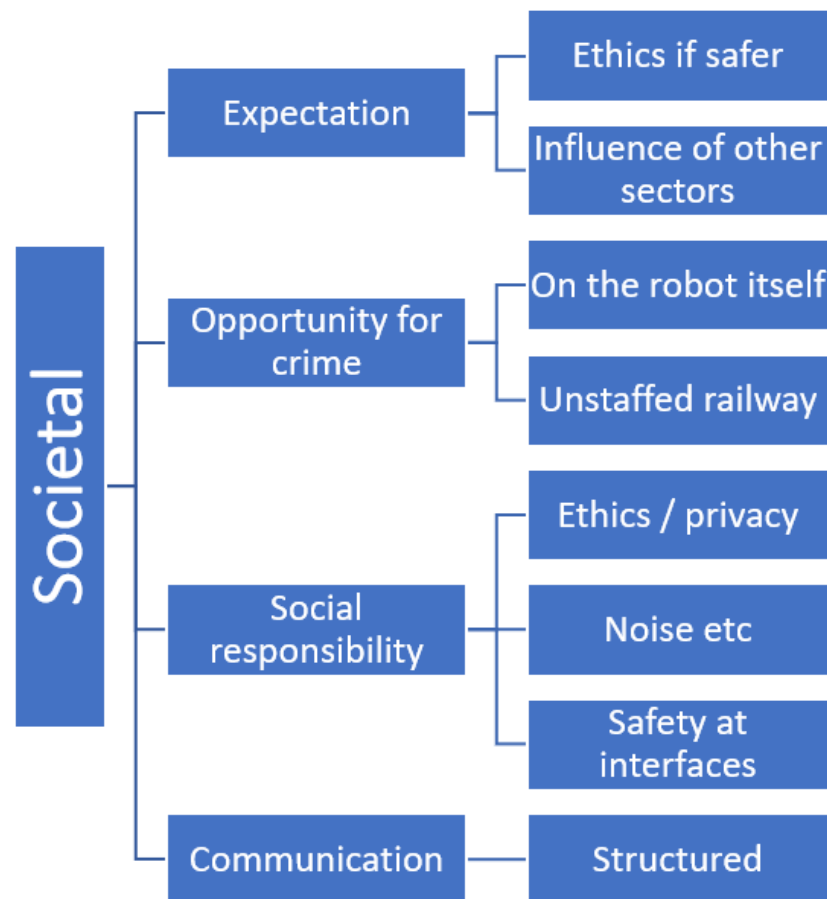 Societal
Expectation
Ethics if safer
Influence of other
sectors
Opportunity for
crime
On the robot itself
Unstaffed railway
Social
responsibility
Ethics / privacy
Noise etc
Safety at
interfaces
Communication
Structured